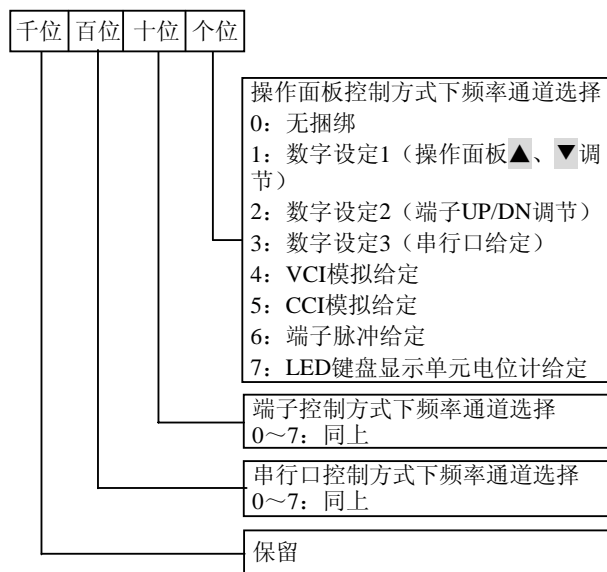 千位 百位 十位 个位
操作面板控制方式下频率通道选择
0：无捆绑
1：数字设定1（操作面板▲、▼调
节）
2：数字设定2（端子UP/DN调节）
3：数字设定3（串行口给定）
4：VCI模拟给定
5：CCI模拟给定
6：端子脉冲给定
7：LED键盘显示单元电位计给定
端子控制方式下频率通道选择
0～7：同上
串行口控制方式下频率通道选择
0～7：同上
保留